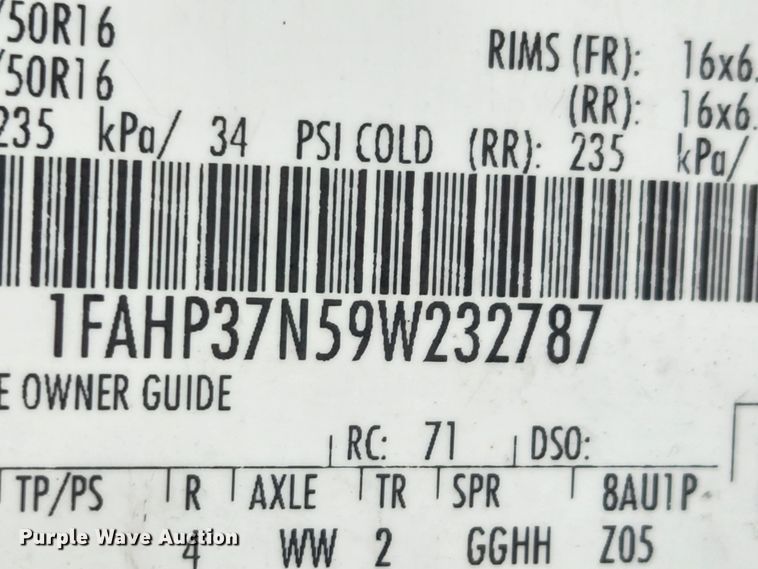 /50R16
RIMS (FR): 16x6.
/50R16
(RR): 16x6.
235 kPa/ 34 PSI COLD (RR): 235 kPa/
1FAHP37N59W232787
E OWNER GUIDE
RC: 71 DSO:
TP/PS R AXLE TR SPR 8AU1P
4 WW 2 GGHH Z05
Purple Wave Auction